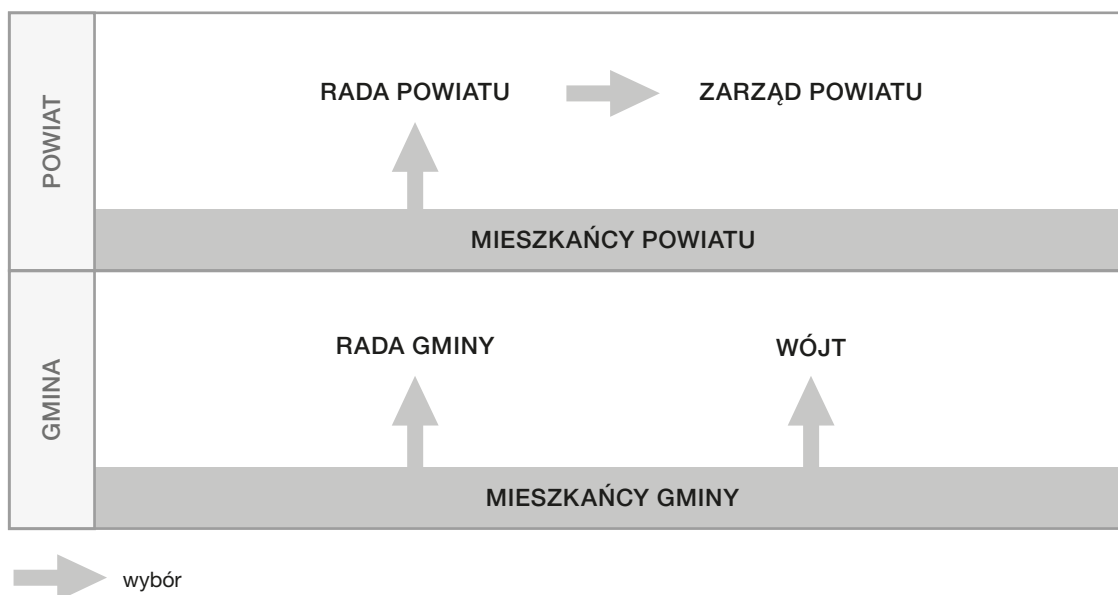 POWIAT
RADA POWIATU
ZARZĄD POWIATU
MIESZKAŃCY POWIATU
GMINA
RADA GMINY
WÓJT
MIESZKAŃCY GMINY
wybór